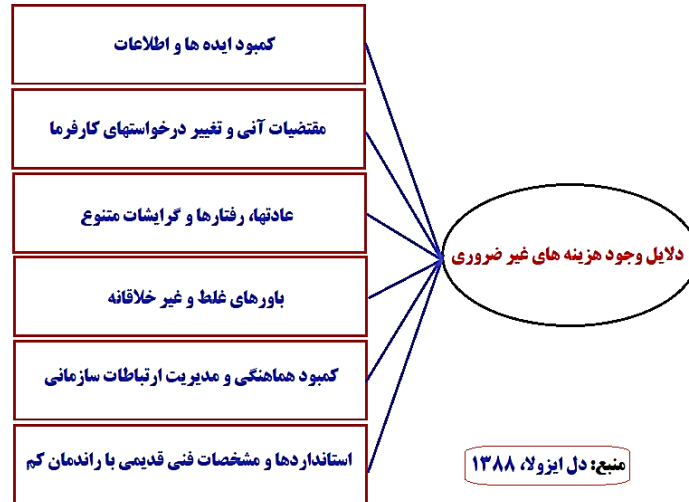 کمبود ایده ها و اطلاعات
مقتضیات آنی و تغییر درخواستهای کارفرما
عادتها، رفتارها و گرایشات متنوع
دلایل وجود هزینه های غیر ضروری
باورهای غلط و غیر خلاقانه
کمبود هماهنگی و مدیریت ارتباطات سازمانی
استانداردها و مشخصات فنی قدیمی با راندمان کم
منبع: دل ایزولا، ۱۳۸۸